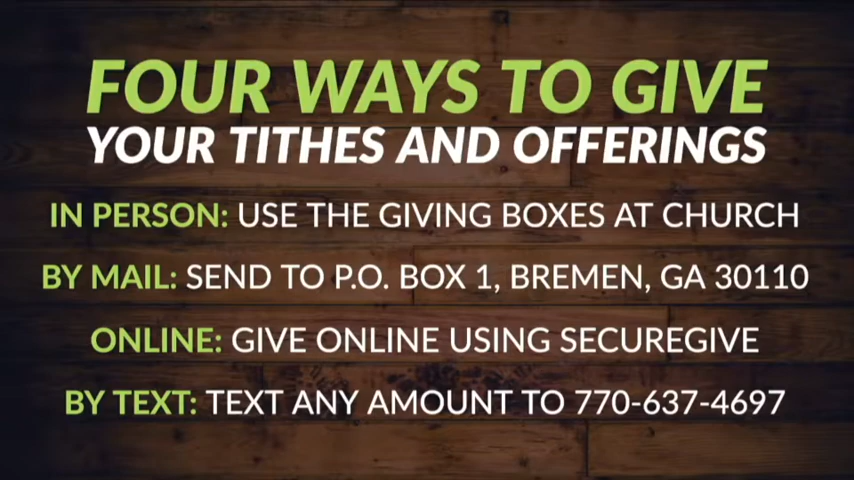 FOUR WAYS TO GIVE
YOUR TITHES AND OFFERINGS
IN PERSON: USE THE GIVING BOXES AT CHURCH
BY MAIL: SEND TO P.O. BOX 1, BREMEN, GA 30110
ONLINE: GIVE ONLINE USING SECUREGIVE
BY TEXT: TEXT ANY AMOUNT TO 770-637-4697